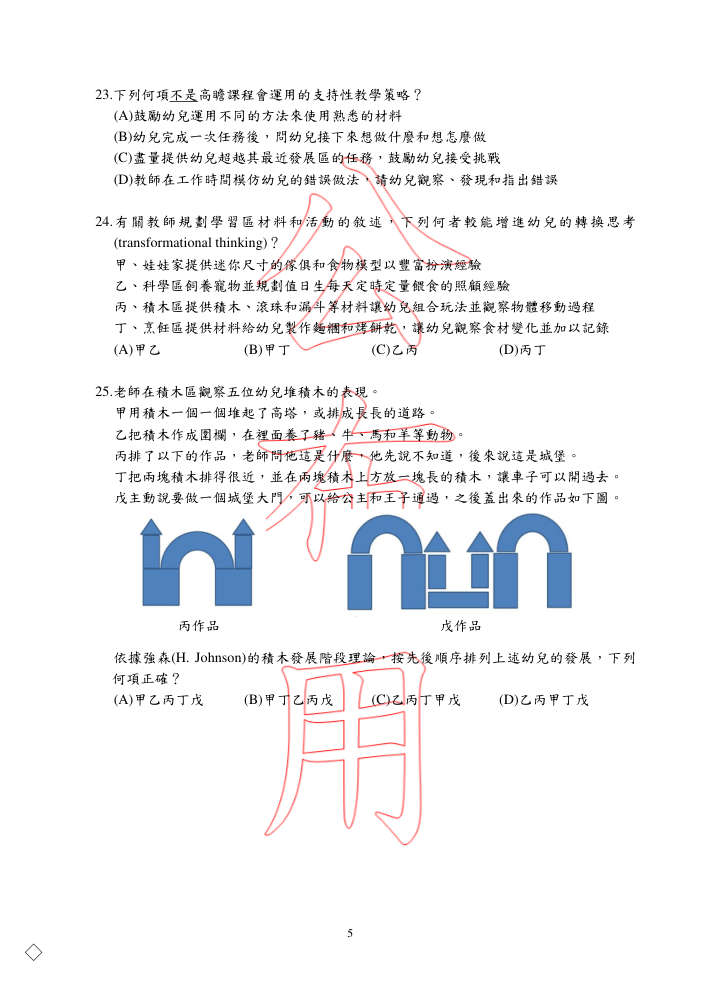 23.下列何項不是高瞻課程會運用的支持性教學策略？
(A)鼓勵幼兒運用不同的方法來使用熟悉的材料
(B)幼兒完成一次任務後，問幼兒接下來想做什麼和想怎麼做
(C)盡量提供幼兒超越其最近發展區的任務，鼓勵幼兒接受挑戰
(D)教師在工作時間模仿幼兒的錯誤做法，請幼兒觀察、發現和指出錯誤
24.有關教師規劃學習區材料和活動的敘述，下列何者較能增進幼兒的轉換思考
(transformational thinking)？
甲、娃娃家提供迷你尺寸的傢俱和食物模型以豐富扮演經驗
乙、科學區飼養寵物並規劃值日生每天定時定量餵食的照顧經驗
丙、積木區提供積木、滾珠和漏斗等材料讓幼兒組合玩法並觀察物體移動過程
丁、烹飪區提供材料給幼兒製作麵糰和烤餅乾，讓幼兒觀察食材變化並加以記錄
(A)甲乙 (B)甲丁 (C)乙丙 (D)丙丁
25.老師在積木區觀察五位幼兒堆積木的表現。
甲用積木一個一個堆起了高塔，或排成長長的道路。
乙把積木作成圍欄，在裡面養了豬、牛、馬和羊等動物。
丙排了以下的作品，老師問他這是什麼，他先說不知道，後來說這是城堡。
丁把兩塊積木排得很近，並在兩塊積木上方放一塊長的積木，讓車子可以開過去。
戊主動說要做一個城堡大門，可以給公主和王子通過，之後蓋出來的作品如下圖。
丙作品 戊作品
依據強森(H. Johnson)的積木發展階段理論，按先後順序排列上述幼兒的發展，下列
何項正確？
(A)甲乙丙丁戊 (B)甲丁乙丙戊 (C)乙丙丁甲戊 (D)乙丙甲丁戊
公布用
5